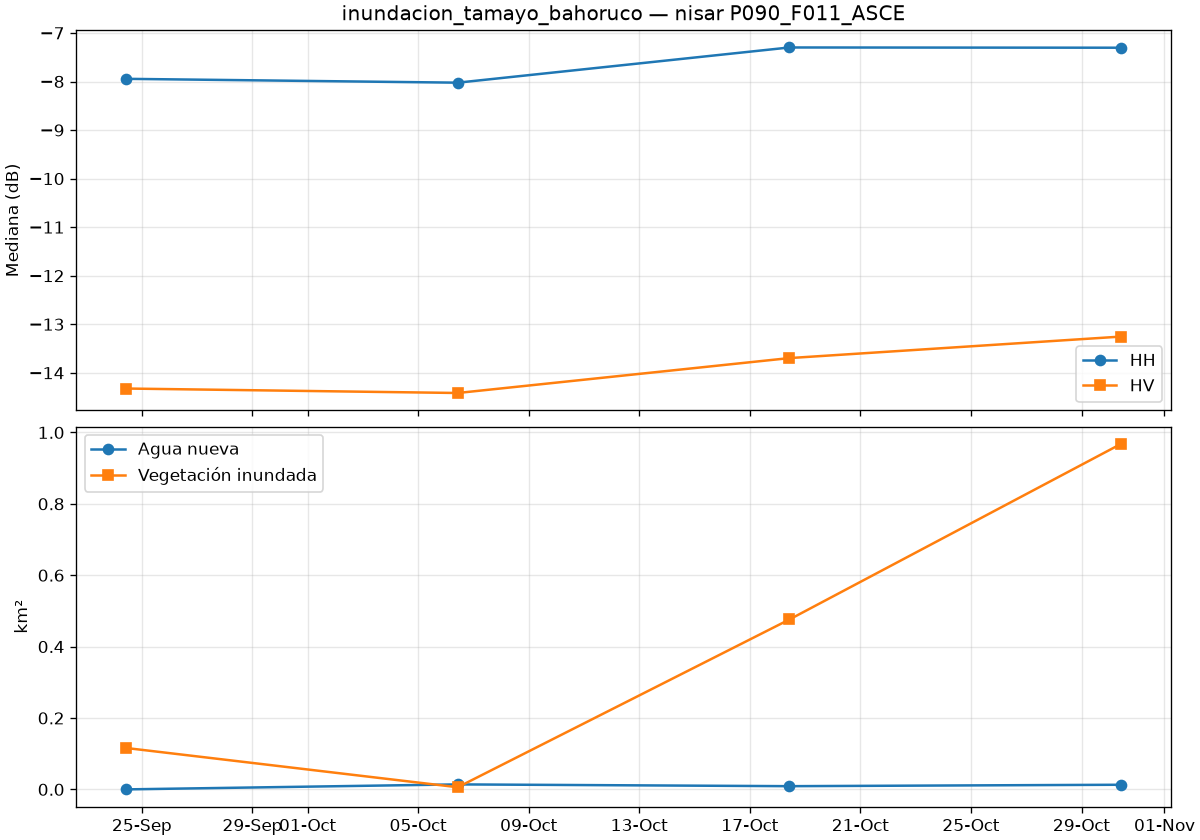 inundacion_tamayo_bahoruco — nisar P090_F011_ASCE
Mediana (dB)
−7
−8
−9
−10
−11
−12
−13
−14
HH
HV
km²
1.0
0.8
0.6
0.4
0.2
0.0
Agua nueva
Vegetación inundada
25-Sep
29-Sep
01-Oct
05-Oct
09-Oct
13-Oct
17-Oct
21-Oct
25-Oct
29-Oct
01-Nov